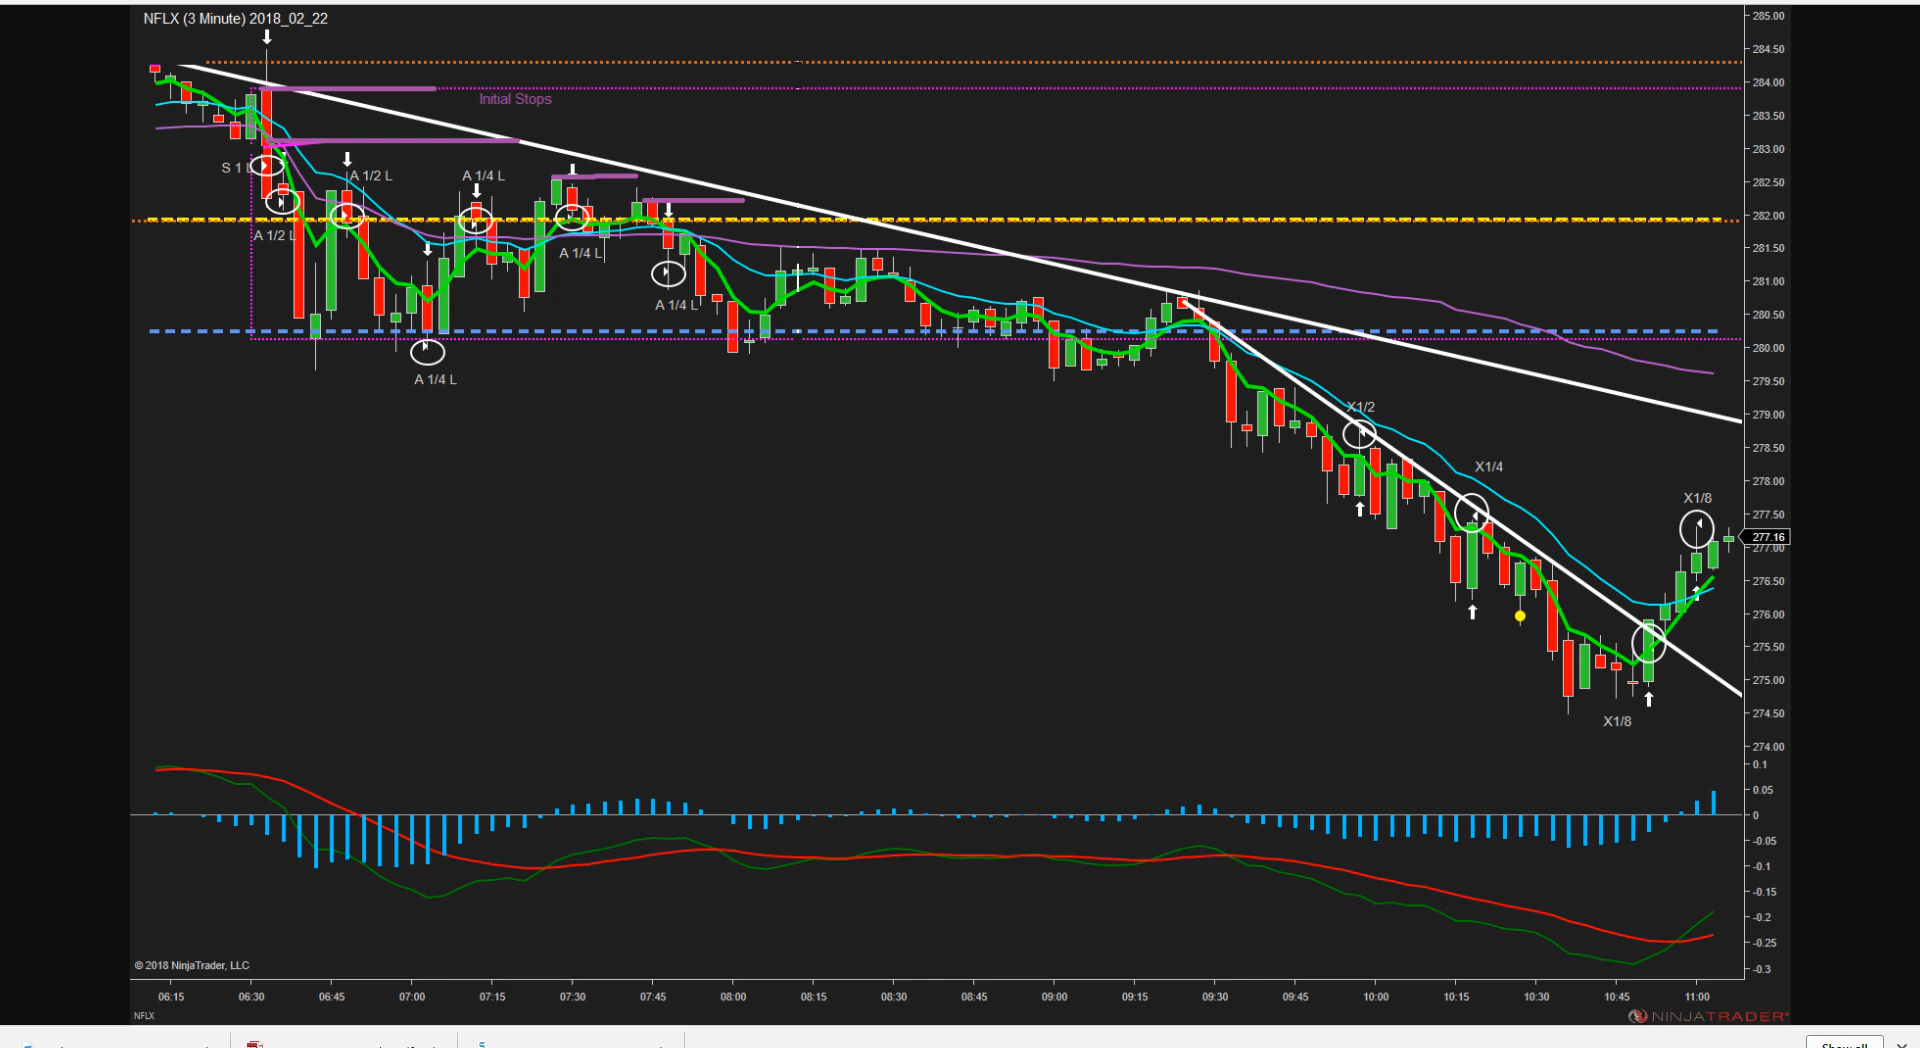 NFLX (3 Minute) 2018_02_22
Initial Stops
S 1 L
A 1/2 L
A 1/2 L
A 1/4 L
A 1/4 L
A 1/4 L
A 1/4 L
X1/2
X1/4
X1/8
X1/8
285.00
284.50
284.00
283.50
283.00
282.50
282.00
281.50
281.00
280.50
280.00
279.50
279.00
278.50
278.00
277.50
277.16
277.00
276.50
276.00
275.50
275.00
274.50
274.00
0.1
0.05
0
-0.05
-0.1
-0.15
-0.2
-0.25
-0.3
© 2018 NinjaTrader, LLC
06:15 06:30 06:45 07:00 07:15 07:30 07:45 08:00 08:15 08:30 08:45 09:00 09:15 09:30 09:45 10:00 10:15 10:30 10:45 11:00
NFLX
NINJATRADER
Show all